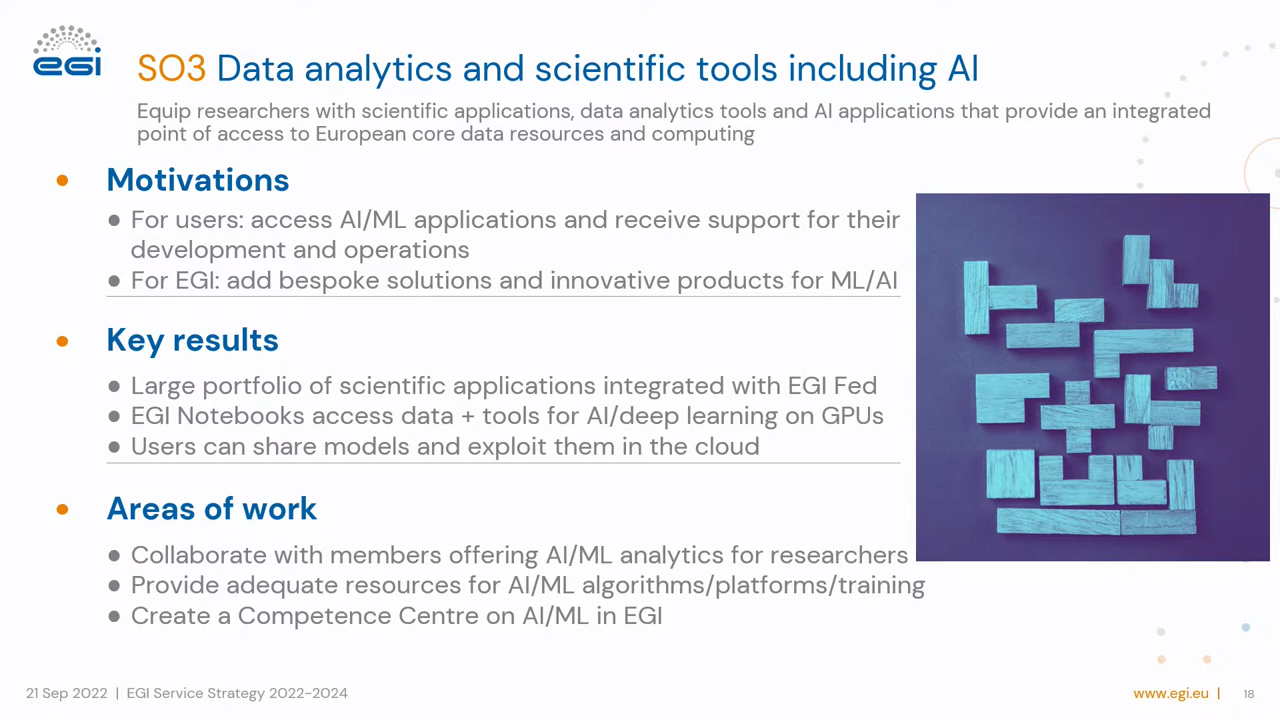 egi
SO3 Data analytics and scientific tools including AI
Equip researchers with scientific applications, data analytics tools and AI applications that provide an integrated
point of access to European core data resources and computing
• Motivations
● For users: access AI/ML applications and receive support for their
development and operations
● For EGI: add bespoke solutions and innovative products for ML/AI
• Key results
● Large portfolio of scientific applications integrated with EGI Fed
● EGI Notebooks access data + tools for AI/deep learning on GPUs
● Users can share models and exploit them in the cloud
• Areas of work
● Collaborate with members offering AI/ML analytics for researchers
● Provide adequate resources for AI/ML algorithms/platforms/training
● Create a Competence Centre on AI/ML in EGI
21 Sep 2022 | EGI Service Strategy 2022-2024
www.egi.eu | 18